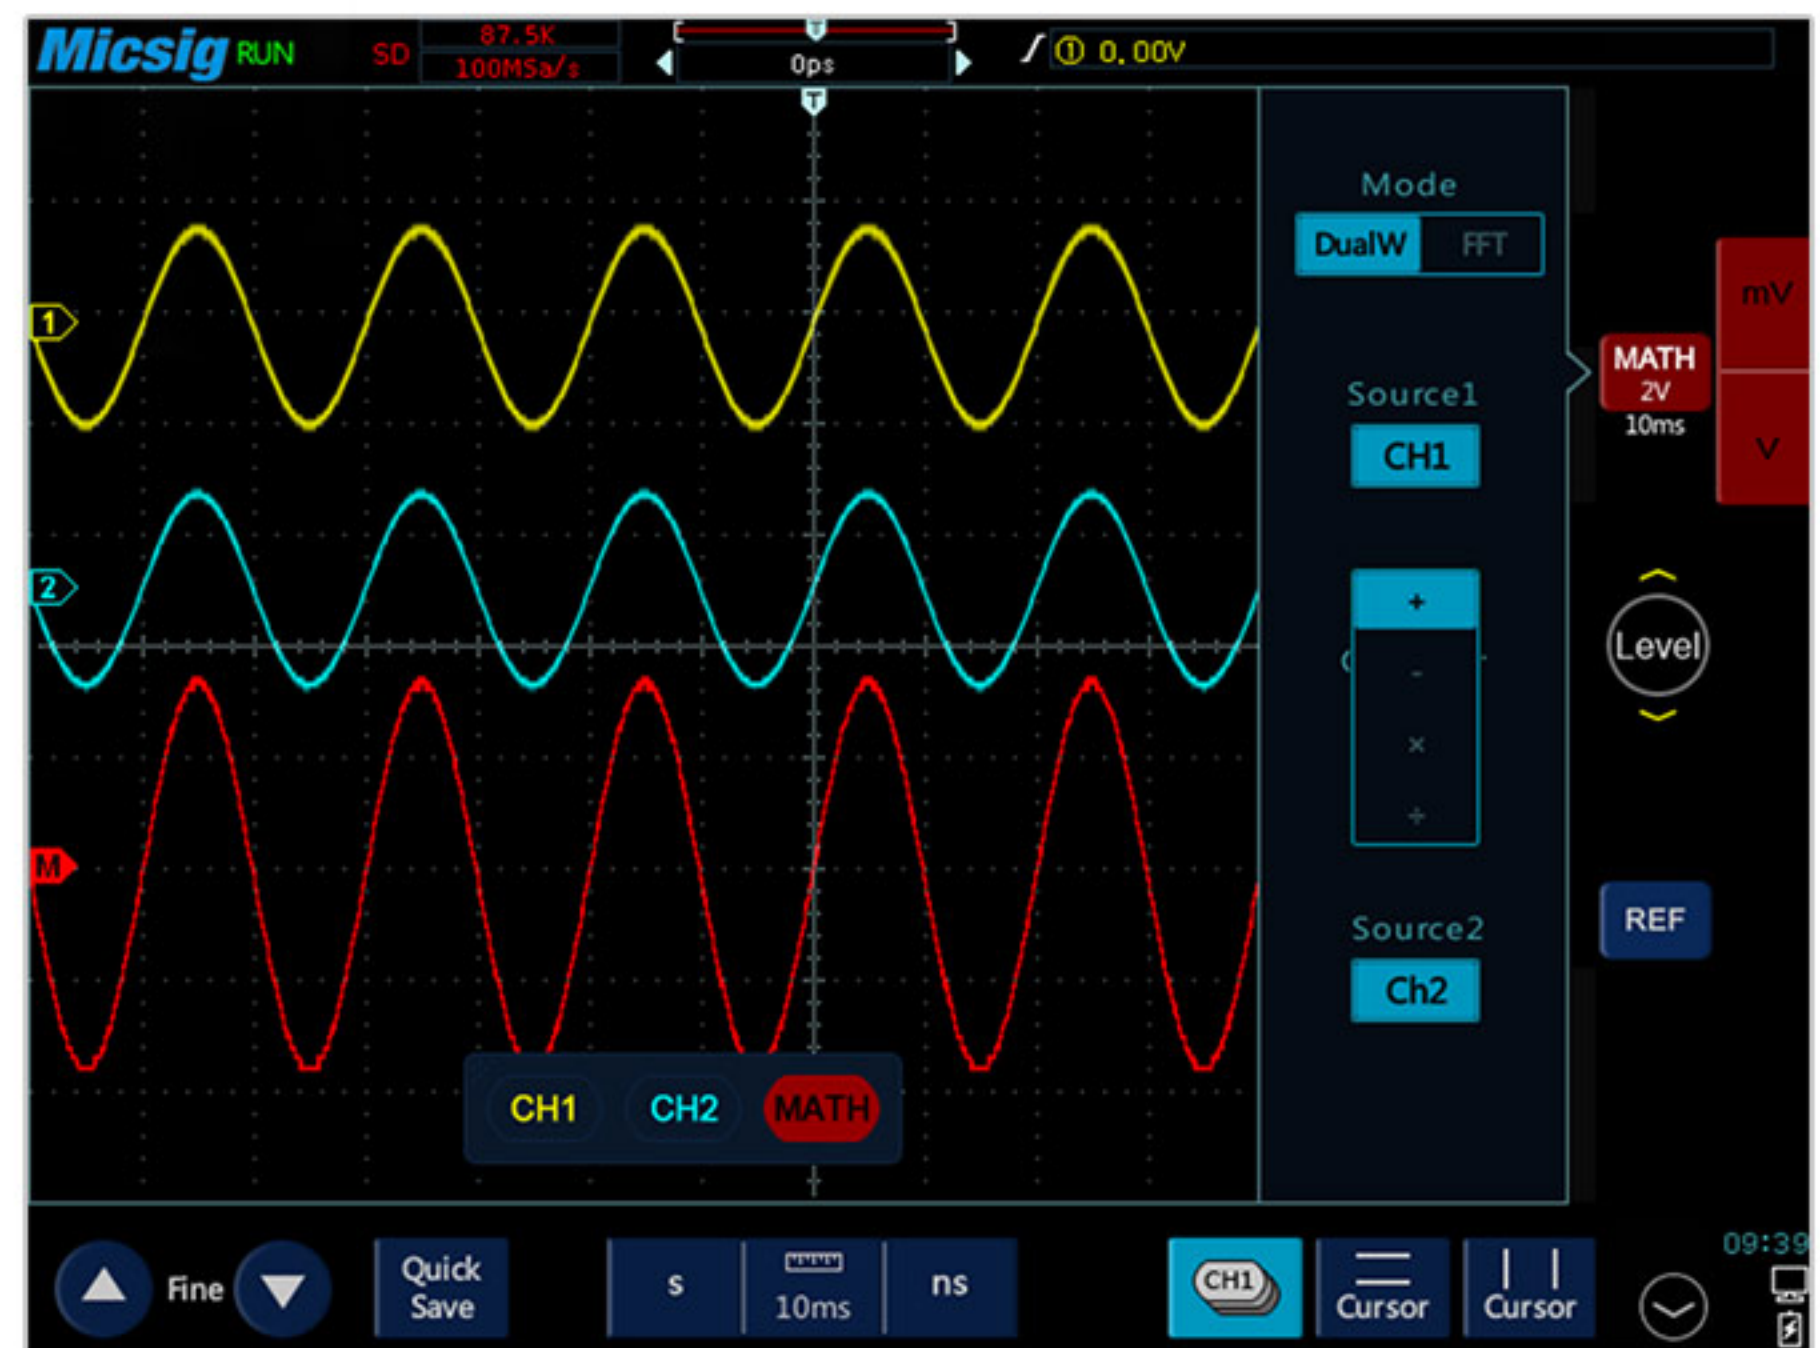 Micsig RUN SD 87.5K
100MSa/s
T
0ps
① 0.00V
T
Mode
DualW FFT
mV
1
MATH
2V
10ms
Source1
V
CH1
2
+
Level
-
×
÷
M
REF
Source2
Ch2
CH1 CH2 MATH
09:39
Fine
Quick
Save
s
10ms
ns
CH1
Cursor
Cursor